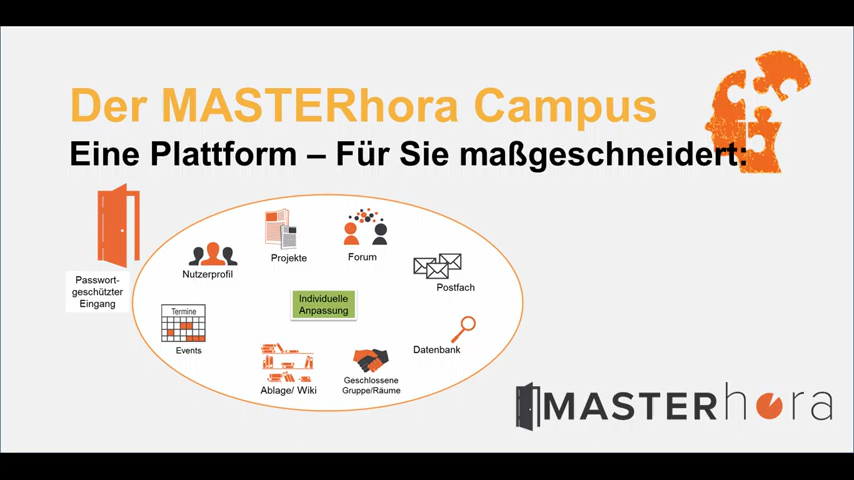 Der MASTERhora Campus
Eine Plattform – Für Sie maßgeschneidert:
Passwort-
geschützter
Eingang
Nutzerprofil
Projekte
Forum
Postfach
Individuelle
Anpassung
Termine
Events
Datenbank
Ablage/ Wiki
Geschlossene
Gruppe/Räume
MASTERhora